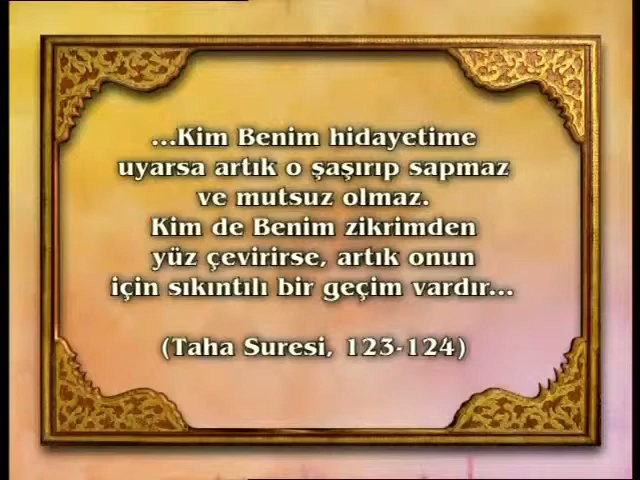 ...Kim Benim hidayetime
uyarsa artık o şaşırıp sapmaz
ve mutsuz olmaz.
Kim de Benim zikrimden
yüz çevirirse, artık onun
için sıkıntılı bir geçim vardır...
(Taha Suresi, 123-124)